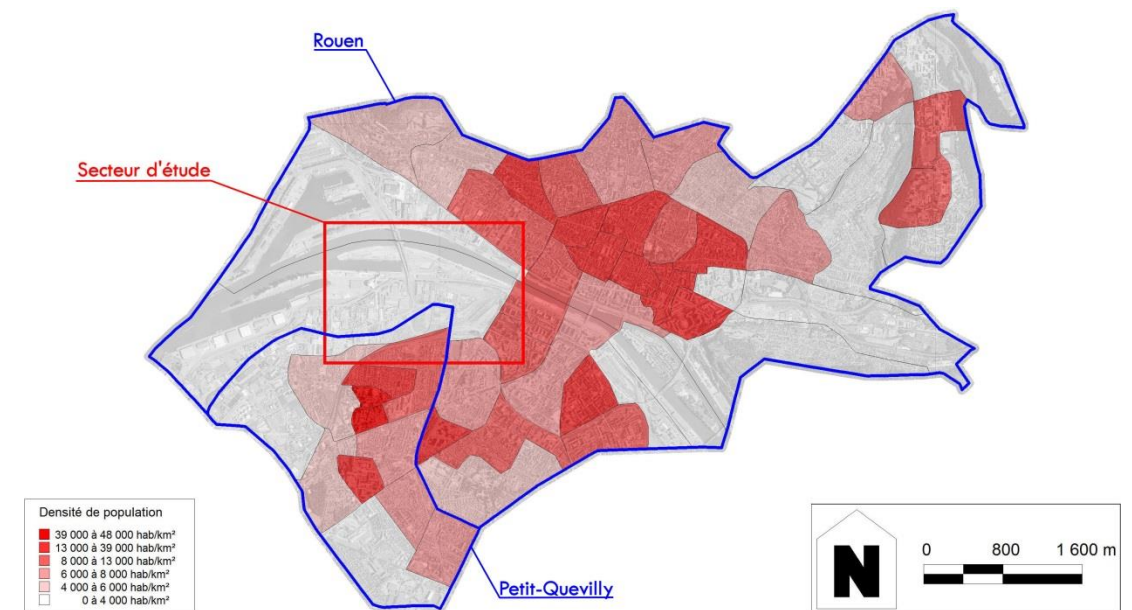 Rouen
Secteur d'étude
Densité de population
39 000 à 48 000 hab/km²
13 000 à 39 000 hab/km²
8 000 à 13 000 hab/km²
6 000 à 8 000 hab/km²
4 000 à 6 000 hab/km²
0 à 4 000 hab/km²
Petit-Quevilly
N
0 800 1 600 m